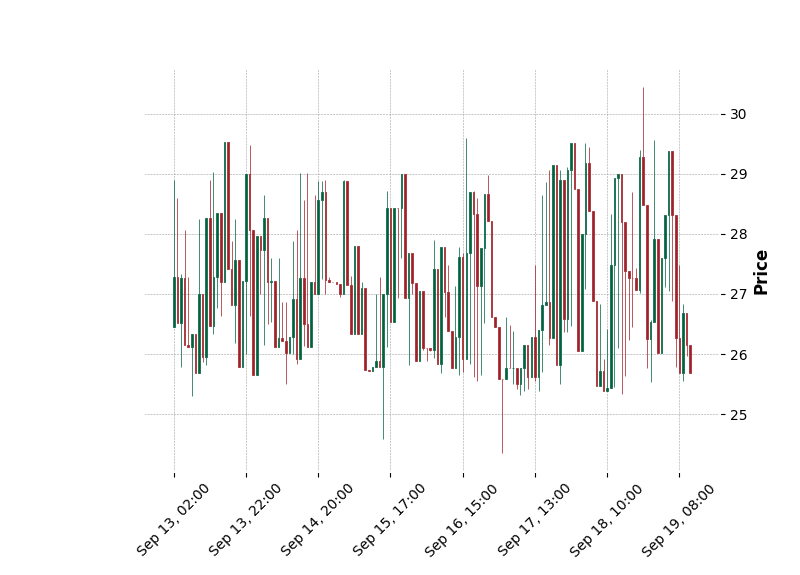 30
29
28
27
26
25
Price
Sep 13, 02:00
Sep 13, 22:00
Sep 14, 20:00
Sep 15, 17:00
Sep 16, 15:00
Sep 17, 13:00
Sep 18, 10:00
Sep 19, 08:00